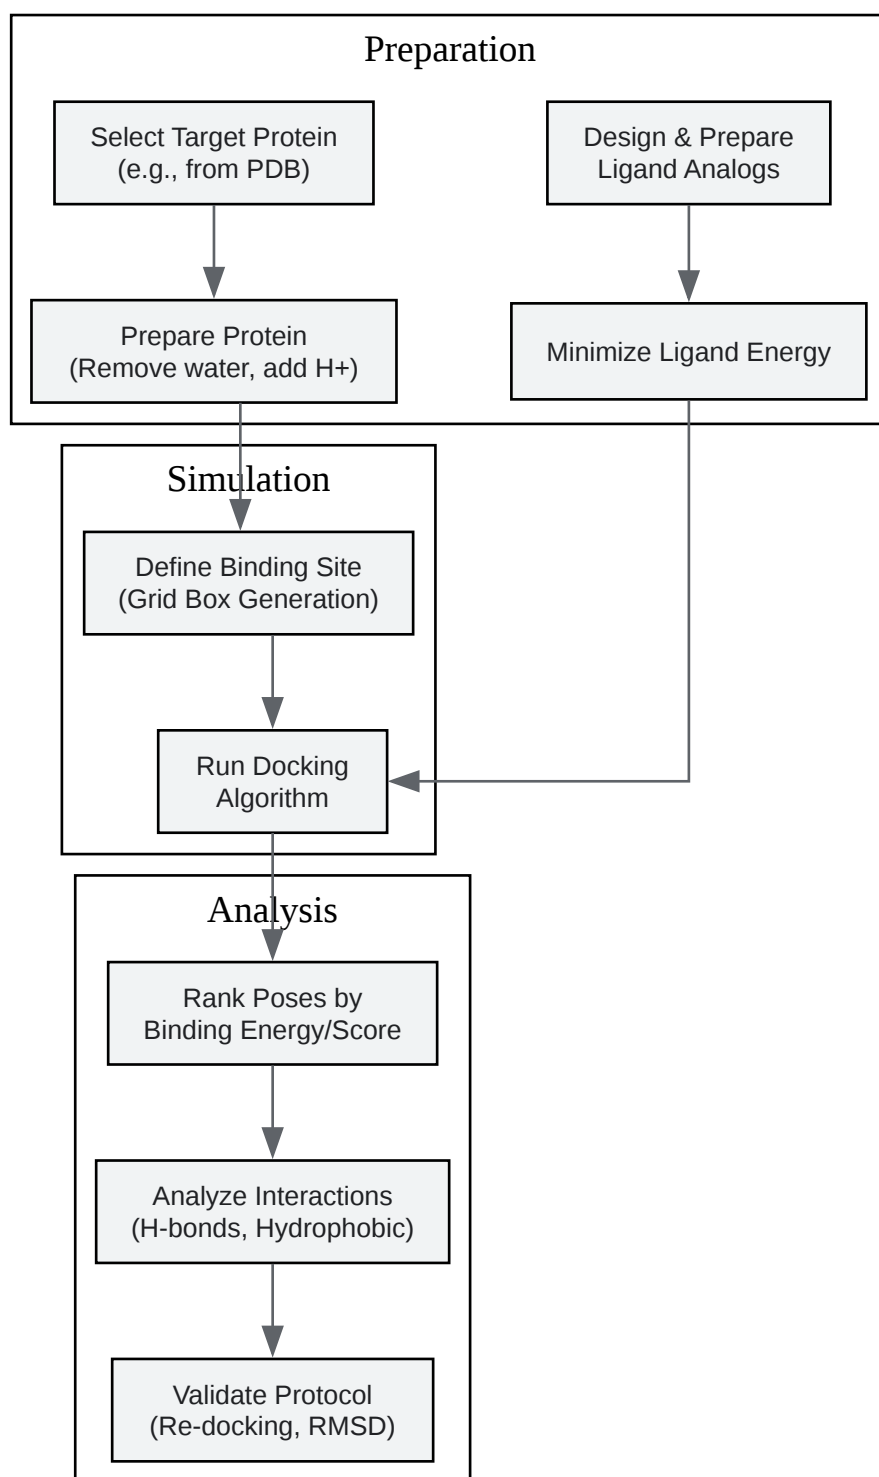 Preparation
Select Target Protein
(e.g., from PDB)
Design & Prepare
Ligand Analogs
Prepare Protein
(Remove water, add H+)
Minimize Ligand Energy
Simulation
Define Binding Site
(Grid Box Generation)
Run Docking
Algorithm
Analysis
Rank Poses by
Binding Energy/Score
Analyze Interactions
(H-bonds, Hydrophobic)
Validate Protocol
(Re-docking, RMSD)